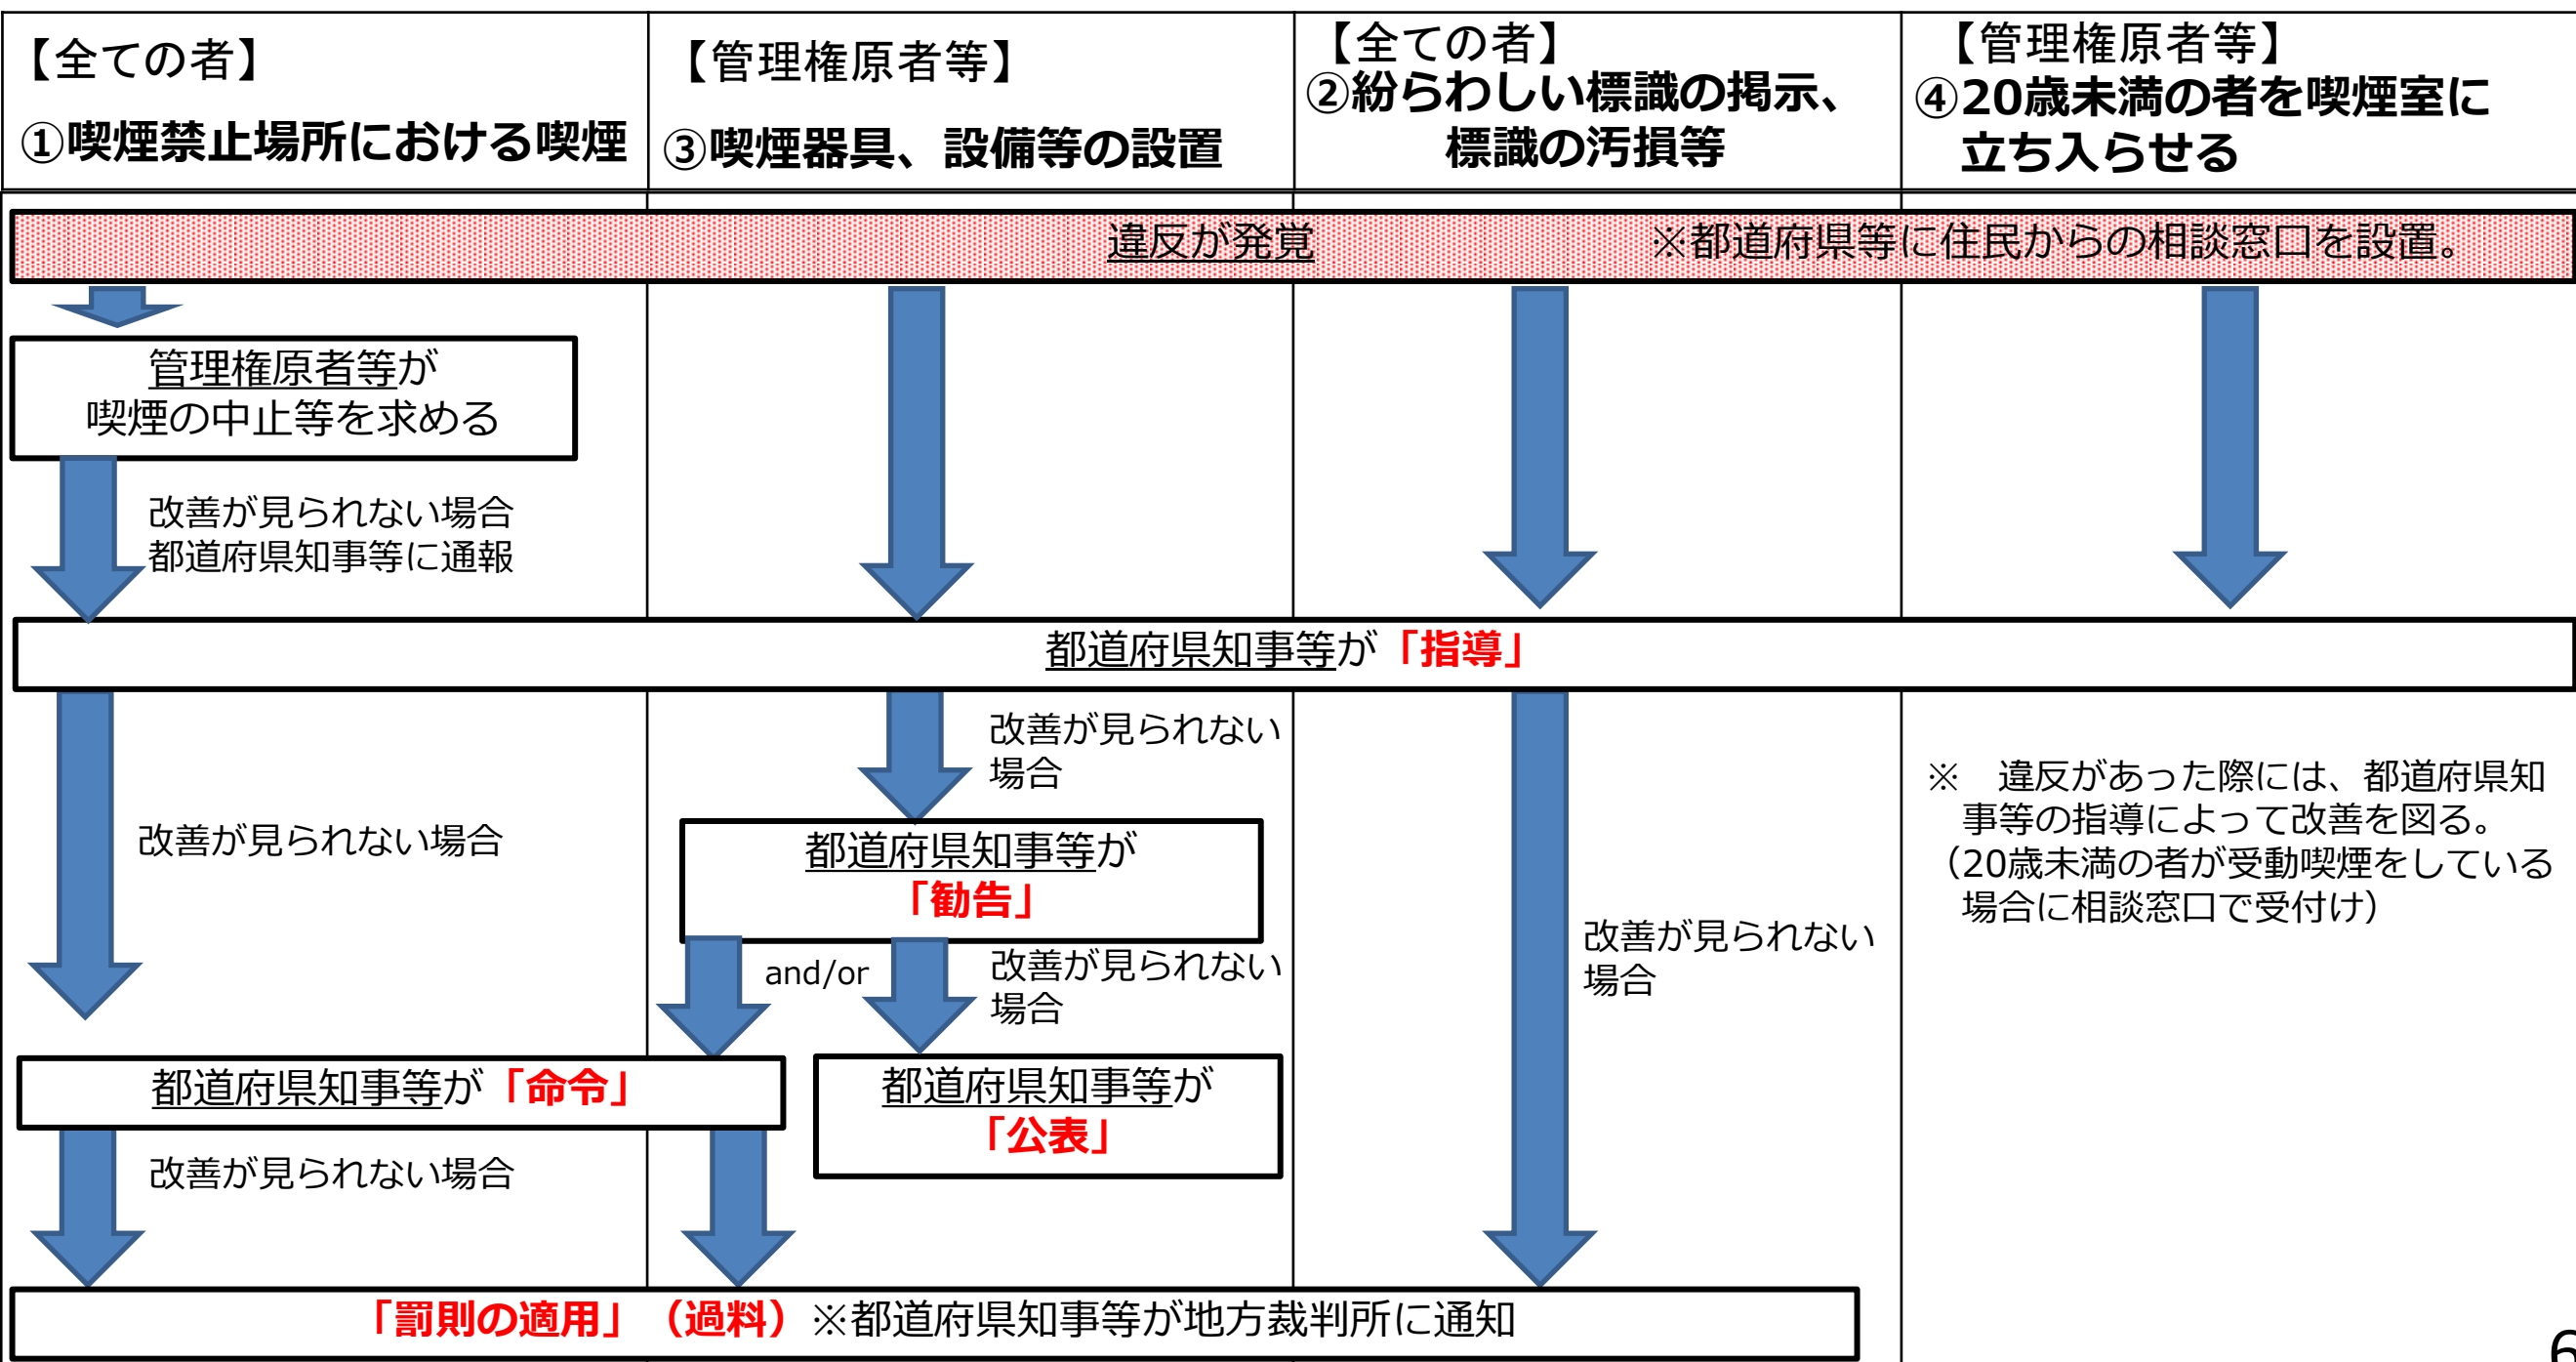 【全ての者】
①喫煙禁止場所における喫煙
【管理権原者等】
③喫煙器具、設備等の設置
【全ての者】
②紛らわしい標識の掲示、
標識の汚損等
【管理権原者等】
④20歳未満の者を喫煙室に
立ち入らせる
違反が発覚 ※都道府県等に住民からの相談窓口を設置。
管理権原者等が
喫煙の中止等を求める
改善が見られない場合
都道府県知事等に通報
都道府県知事等が「指導」
改善が見られない場合
改善が見られない
場合
都道府県知事等が
「勧告」
and/or
改善が見られない
場合
改善が見られない
場合
※ 違反があった際には、都道府県知
事等の指導によって改善を図る。
（20歳未満の者が受動喫煙をしている
場合に相談窓口で受付け）
都道府県知事等が「命令」
都道府県知事等が
「公表」
改善が見られない場合
「罰則の適用」（過料）※都道府県知事等が地方裁判所に通知
6